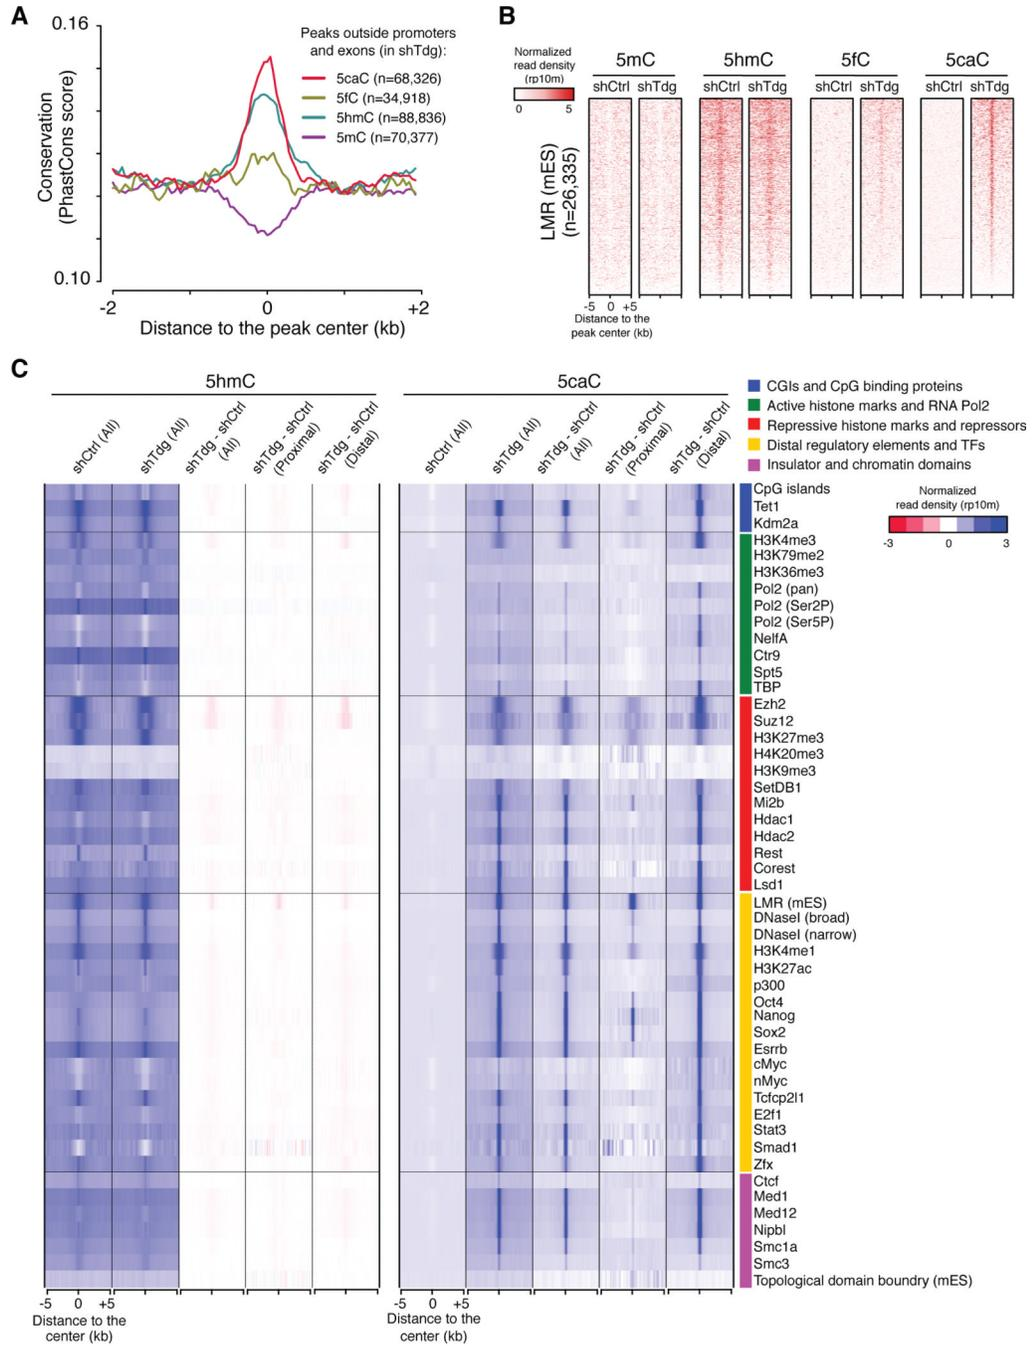 A
0.16
0.10
Conservation
(PhastCons score)
Peaks outside promoters
and exons (in shTdg):
5caC (n=68,326)
5fC (n=34,918)
5hmC (n=88,836)
5mC (n=70,377)
-2 0 +2
Distance to the peak center (kb)
B
Normalized
read density
(rp10m)
0 5
5mC 5hmC 5fC 5caC
shCtrl shTdg shCtrl shTdg shCtrl shTdg shCtrl shTdg
LMR (mES)
(n=26,335)
-5 0 +5
Distance to the
peak center (kb)
C
5hmC
shCtrl (All)
shTdg (All)
shTdg - shCtrl
(All)
shTdg - shCtrl
(Proximal)
shTdg - shCtrl
(Distal)
5caC
shCtrl (All)
shTdg (All)
shTdg - shCtrl
(All)
shTdg - shCtrl
(Proximal)
shTdg - shCtrl
(Distal)
CGIs and CpG binding proteins
Active histone marks and RNA Pol2
Repressive histone marks and repressors
Distal regulatory elements and TFs
Insulator and chromatin domains
Normalized
read density (rp10m)
-3 0 3
CpG islands
Tet1
Kdm2a
H3K4me3
H3K79me2
H3K36me3
Pol2 (pan)
Pol2 (Ser2P)
Pol2 (Ser5P)
NelfA
Ctr9
Spt5
TBP
Ezh2
Suz12
H3K27me3
H4K20me3
H3K9me3
SetDB1
Mi2b
Hdac1
Hdac2
Rest
Corest
Lsd1
LMR (mES)
DNaseI (broad)
DNaseI (narrow)
H3K4me1
H3K27ac
p300
Oct4
Nanog
Sox2
Esrrb
cMyc
nMyc
Tcfcp2l1
E2f1
Stat3
Smad1
Zfx
Ctcf
Med1
Med12
Nipbl
Smc1a
Smc3
Topological domain boundry (mES)
-5 0 +5
Distance to the
center (kb)
-5 0 +5
Distance to the
center (kb)